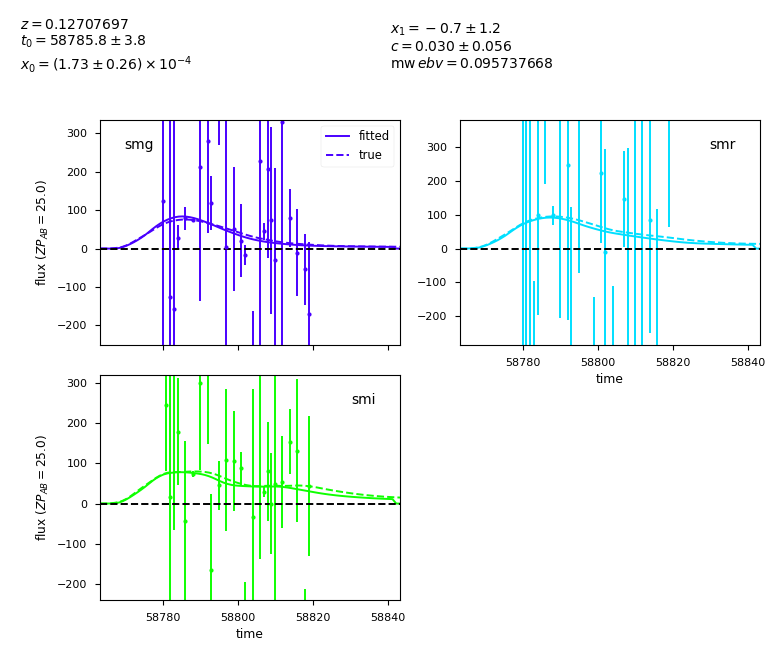 z = 0.12707697
t₀ = 58785.8 ± 3.8
x₀ = (1.73 ± 0.26) × 10⁻⁴
x₁ = −0.7 ± 1.2
c = 0.030 ± 0.056
mw ebv = 0.095737668
smg
fitted
true
300
200
100
0
−100
−200
flux (ZP_AB = 25.0)
smr
300
200
100
0
−100
−200
58780 58800 58820 58840
time
smi
300
200
100
0
−100
−200
flux (ZP_AB = 25.0)
58780 58800 58820 58840
time